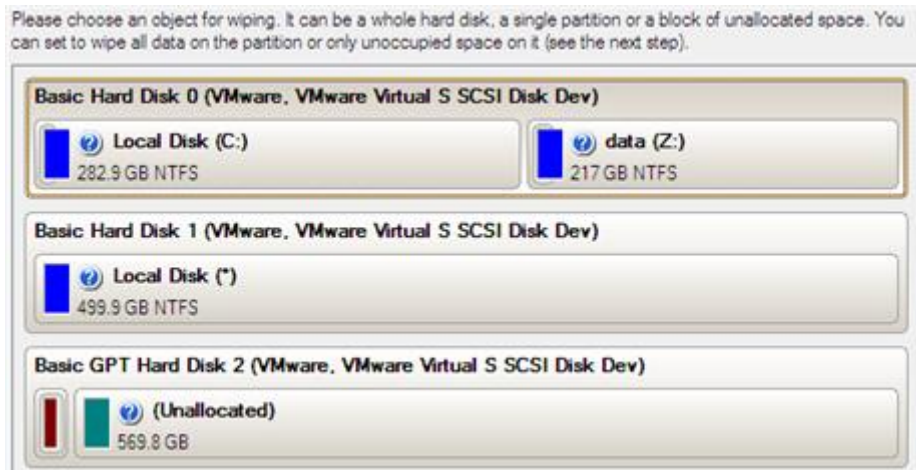 Please choose an object for wiping. It can be a whole hard disk, a single partition or a block of unallocated space. You
can set to wipe all data on the partition or only unoccupied space on it (see the next step).
Basic Hard Disk 0 (VMware, VMware Virtual S SCSI Disk Dev)
Local Disk (C:)
282.9 GB NTFS
data (Z:)
217 GB NTFS
Basic Hard Disk 1 (VMware, VMware Virtual S SCSI Disk Dev)
Local Disk (*)
499.9 GB NTFS
Basic GPT Hard Disk 2 (VMware, VMware Virtual S SCSI Disk Dev)
(Unallocated)
569.8 GB